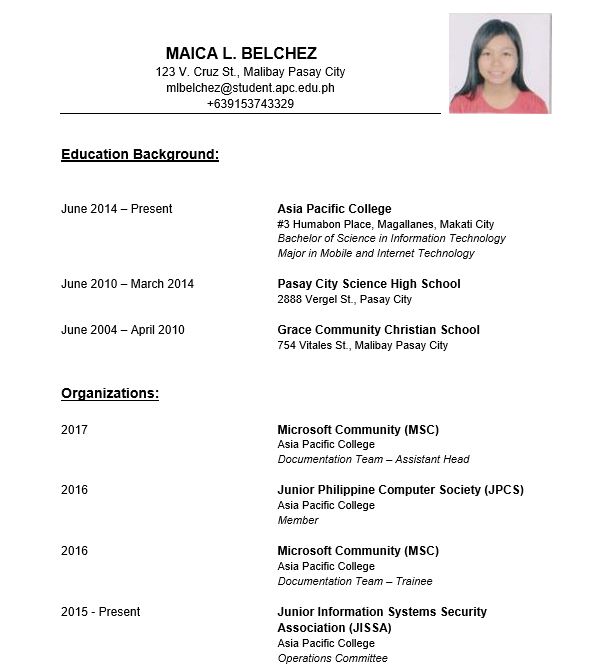 MAICA L. BELCHEZ
123 V. Cruz St., Malibay Pasay City
mlbelchez@student.apc.edu.ph
+639153743329
Education Background:
June 2014 – Present
Asia Pacific College
#3 Humabon Place, Magallanes, Makati City
Bachelor of Science in Information Technology
Major in Mobile and Internet Technology
June 2010 – March 2014
Pasay City Science High School
2888 Vergel St., Pasay City
June 2004 – April 2010
Grace Community Christian School
754 Vitales St., Malibay Pasay City
Organizations:
2017
Microsoft Community (MSC)
Asia Pacific College
Documentation Team – Assistant Head
2016
Junior Philippine Computer Society (JPCS)
Asia Pacific College
Member
2016
Microsoft Community (MSC)
Asia Pacific College
Documentation Team – Trainee
2015 - Present
Junior Information Systems Security
Association (JISSA)
Asia Pacific College
Operations Committee